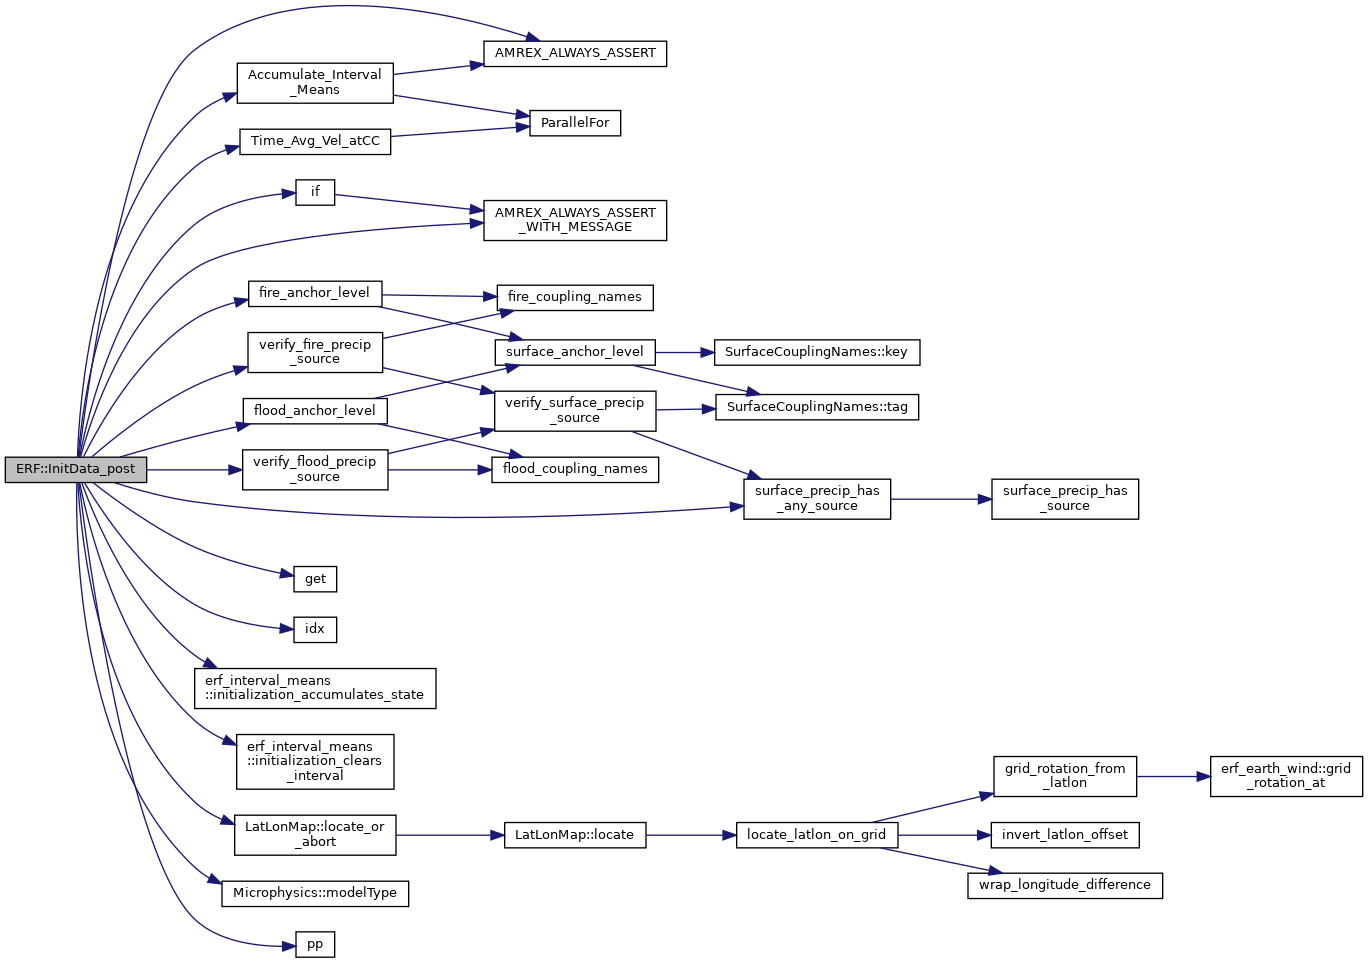 ERF::InitData_post
AMREX_ALWAYS_ASSERT
Accumulate_Interval
_Means
ParallelFor
Time_Avg_Vel_atCC
if
AMREX_ALWAYS_ASSERT
_WITH_MESSAGE
fire_anchor_level
fire_coupling_names
verify_fire_precip
_source
surface_anchor_level
SurfaceCouplingNames::key
flood_anchor_level
verify_surface_precip
_source
SurfaceCouplingNames::tag
verify_flood_precip
_source
flood_coupling_names
surface_precip_has
_any_source
surface_precip_has
_source
get
idx
erf_interval_means
::initialization_accumulates_state
erf_interval_means
::initialization_clears
_interval
LatLonMap::locate_or
_abort
LatLonMap::locate
locate_latlon_on_grid
grid_rotation_from
_latlon
erf_earth_wind::grid
_rotation_at
invert_latlon_offset
wrap_longitude_difference
Microphysics::modelType
pp